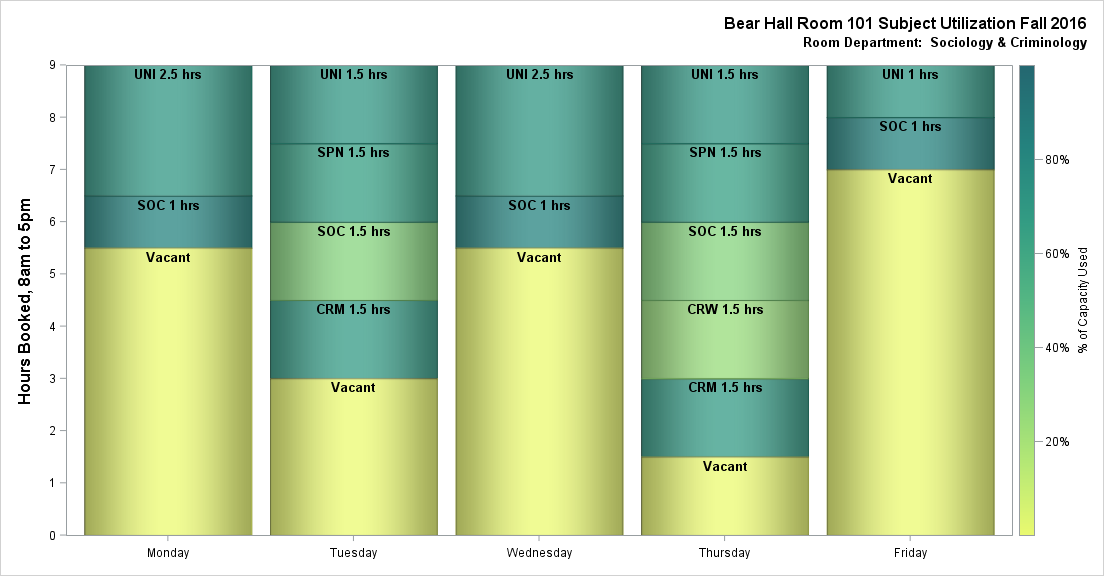 Bear Hall Room 101 Subject Utilization Fall 2016
Room Department:  Sociology & Criminology
Hours Booked, 8am to 5pm
9
8
7
6
5
4
3
2
1
0
UNI 2.5 hrs
SOC 1 hrs
Vacant
Monday
UNI 1.5 hrs
SPN 1.5 hrs
SOC 1.5 hrs
CRM 1.5 hrs
Vacant
Tuesday
UNI 2.5 hrs
SOC 1 hrs
Vacant
Wednesday
UNI 1.5 hrs
SPN 1.5 hrs
SOC 1.5 hrs
CRW 1.5 hrs
CRM 1.5 hrs
Vacant
Thursday
UNI 1 hrs
SOC 1 hrs
Vacant
Friday
80%
60%
40%
20%
% of Capacity Used